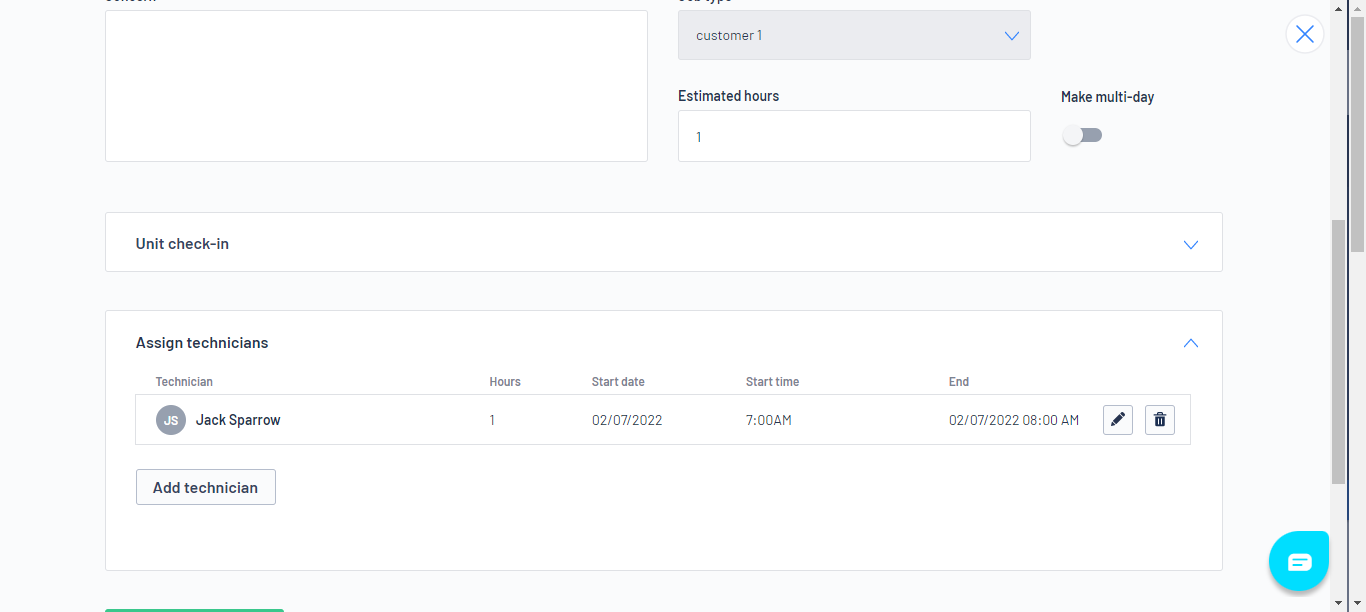 customer 1
Estimated hours
Make multi-day
1
Unit check-in
Assign technicians
Technician Hours Start date Start time End
JS Jack Sparrow 1 02/07/2022 7:00AM 02/07/2022 08:00 AM
Add technician